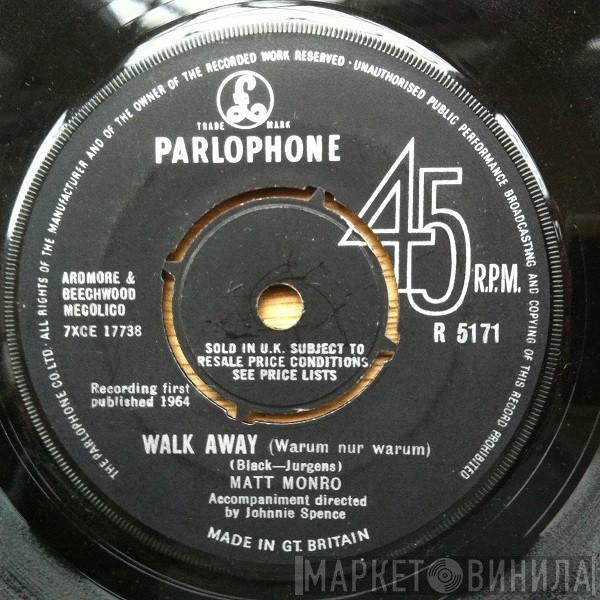 THE PARLOPHONE CO. LTD. ALL RIGHTS OF THE MANUFACTURER AND OF THE OWNER OF THE RECORDED WORK RESERVED · UNAUTHORISED PUBLIC PERFORMANCE BROADCASTING AND COPYING OF THIS RECORD PROHIBITED
£
TRADE MARK
PARLOPHONE
45 R.P.M.
ARDMORE &
BEECHWOOD
MECOLICO
7XCE 17738
R 5171
SOLD IN U.K. SUBJECT TO
RESALE PRICE CONDITIONS,
SEE PRICE LISTS
Recording first
published 1964
WALK AWAY (Warum nur warum)
(Black—Jurgens)
MATT MONRO
Accompaniment directed
by Johnnie Spence
MADE IN GT. BRITAIN
МАРКЕТ ВИНИЛА